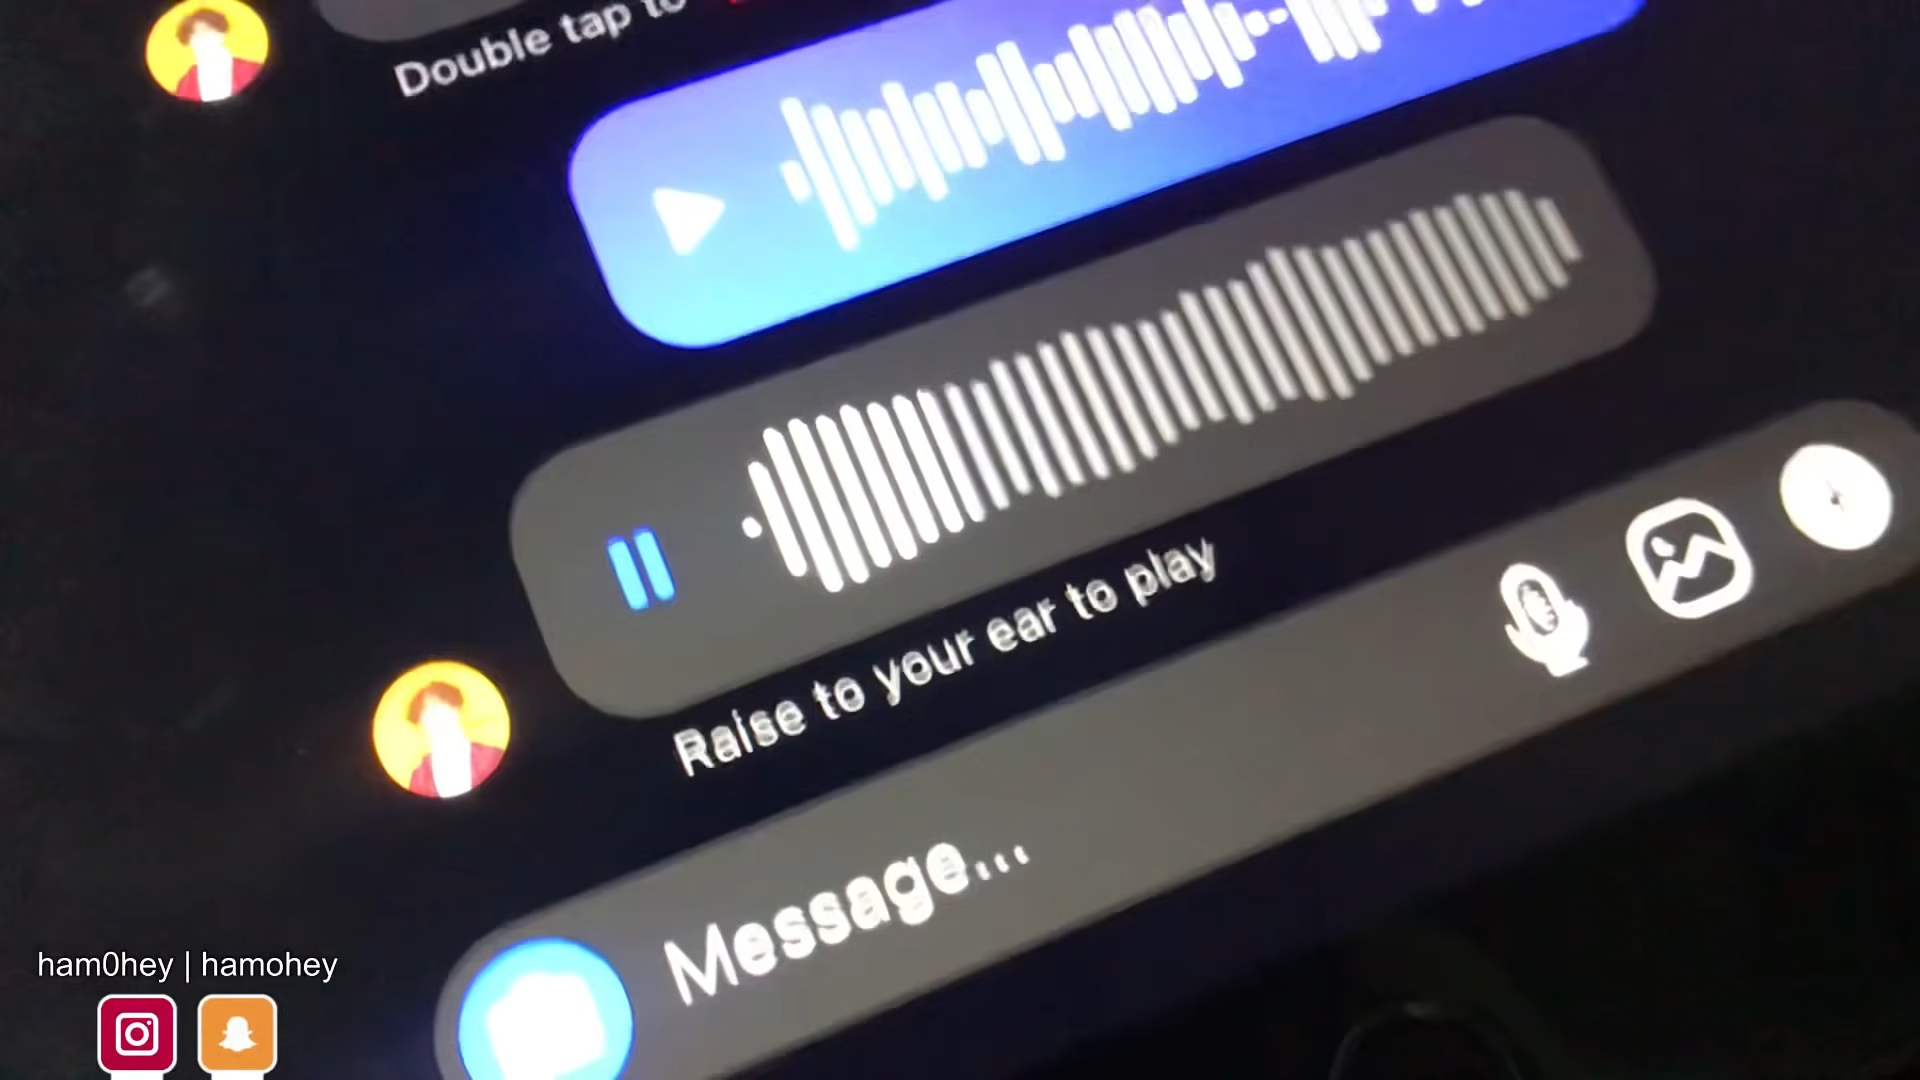 Double tap to
Raise to your ear to play
Message...
ham0hey | hamohey